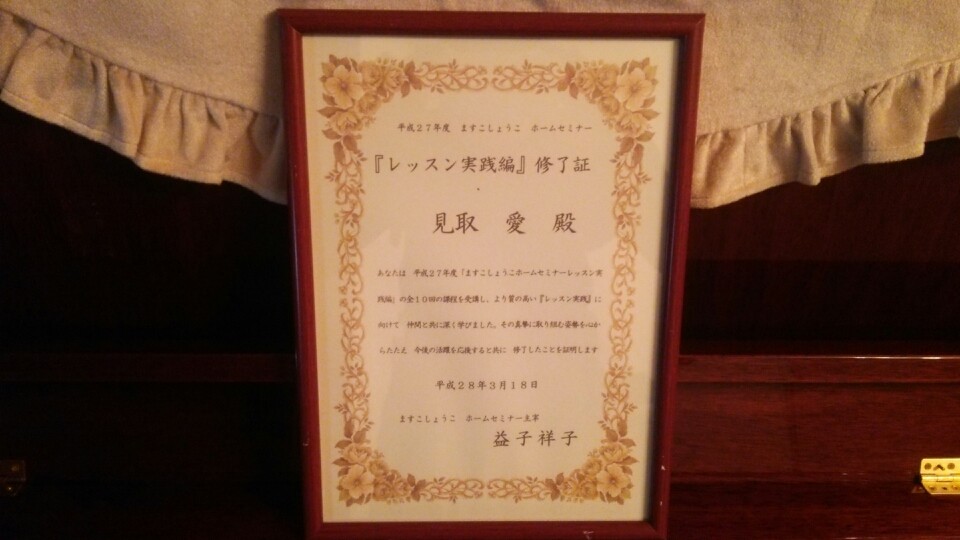 平成27年度 ますこしょうこ ホームセミナー
『レッスン実践編』修了証
見取 愛 殿
あなたは 平成27年度「ますこしょうこホームセミナーレッスン実
践編」の全10回の課程を受講し、より質の高い『レッスン実践』に
向けて 仲間と共に深く学びました。その真摯に取り組む姿勢を心か
らたたえ 今後の活躍を応援すると共に 修了したことを証明します
平成28年3月18日
ますこしょうこ ホームセミナー主宰
益子祥子